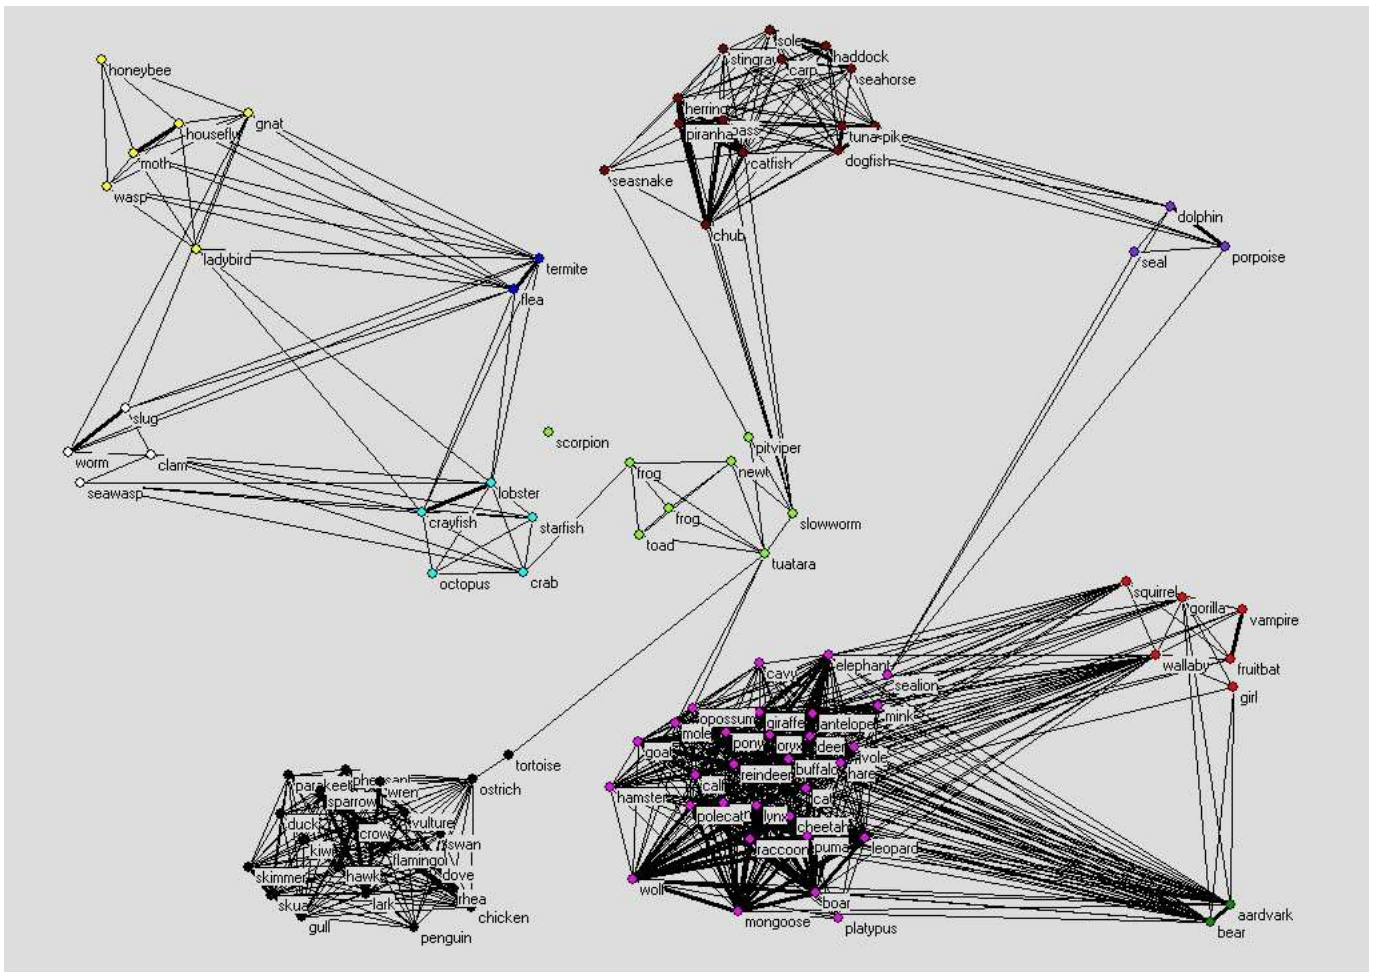 honeybee
housefly
gnat
moth
wasp
ladybird
termite
flea
sole
haddock
stingray
carp
seahorse
herring
piranha
bass
tuna
pike
catfish
dogfish
seasnake
chub
dolphin
seal
porpoise
slug
worm
clam
seawasp
scorpion
lobster
crayfish
starfish
octopus
crab
pitviper
frog
newt
frog
slowworm
toad
tuatara
squirrel
gorilla
vampire
wallaby
fruitbat
girl
cavy
elephant
sealion
mink
opossum
giraffe
antelope
mole
pony
oryx
deer
vole
goat
reindeer
buffalo
hare
calf
hamster
polecat
lynx
cheetah
raccoon
puma
leopard
wolf
boar
mongoose
platypus
aardvark
bear
tortoise
ostrich
parakeet
wren
sparrow
duck
crow
vulture
swan
kiwi
flamingo
skimmer
hawk
dove
skua
lark
rhea
gull
chicken
penguin